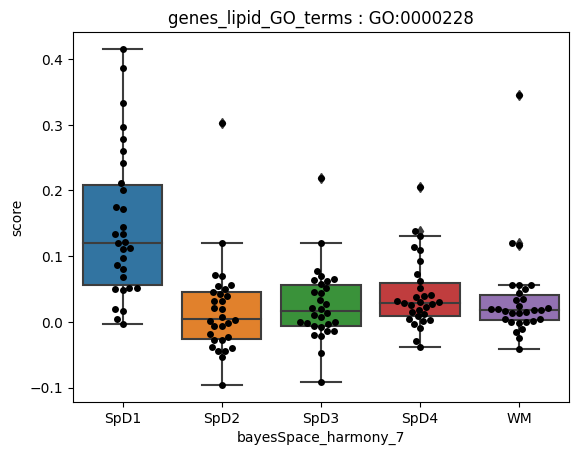 genes_lipid_GO_terms : GO:0000228
0.4
0.3
0.2
0.1
0.0
−0.1
score
SpD1 SpD2 SpD3 SpD4 WM
bayesSpace_harmony_7